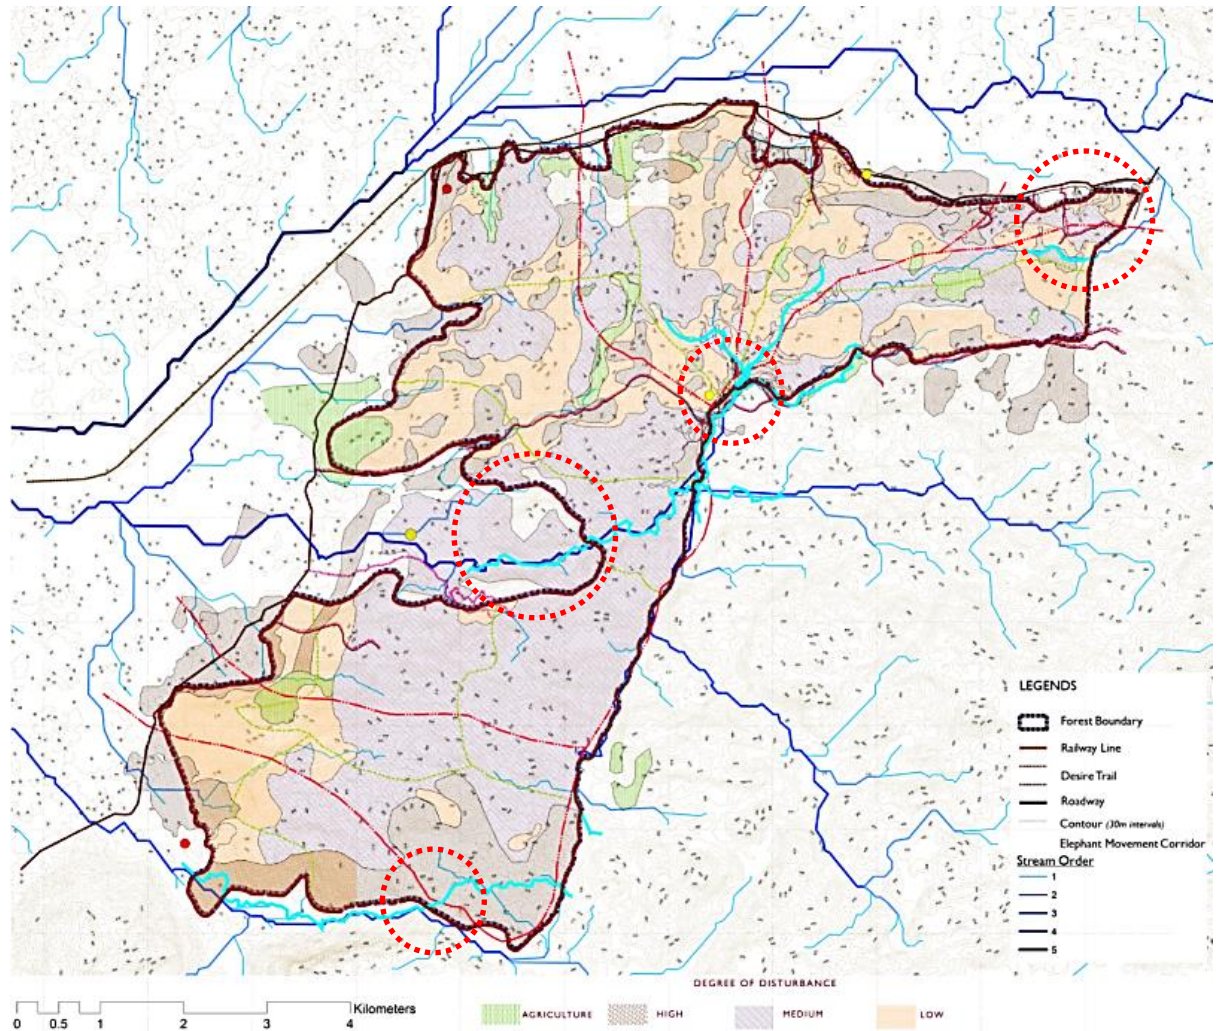 LEGENDS
Forest Boundary
Railway Line
Desire Trail
Roadway
Contour (30m intervals)
Elephant Movement Corridor
Stream Order
1
2
3
4
5
DEGREE OF DISTURBANCE
Kilometers
0 0.5 1 2 3 4
AGRICULTURE HIGH MEDIUM LOW